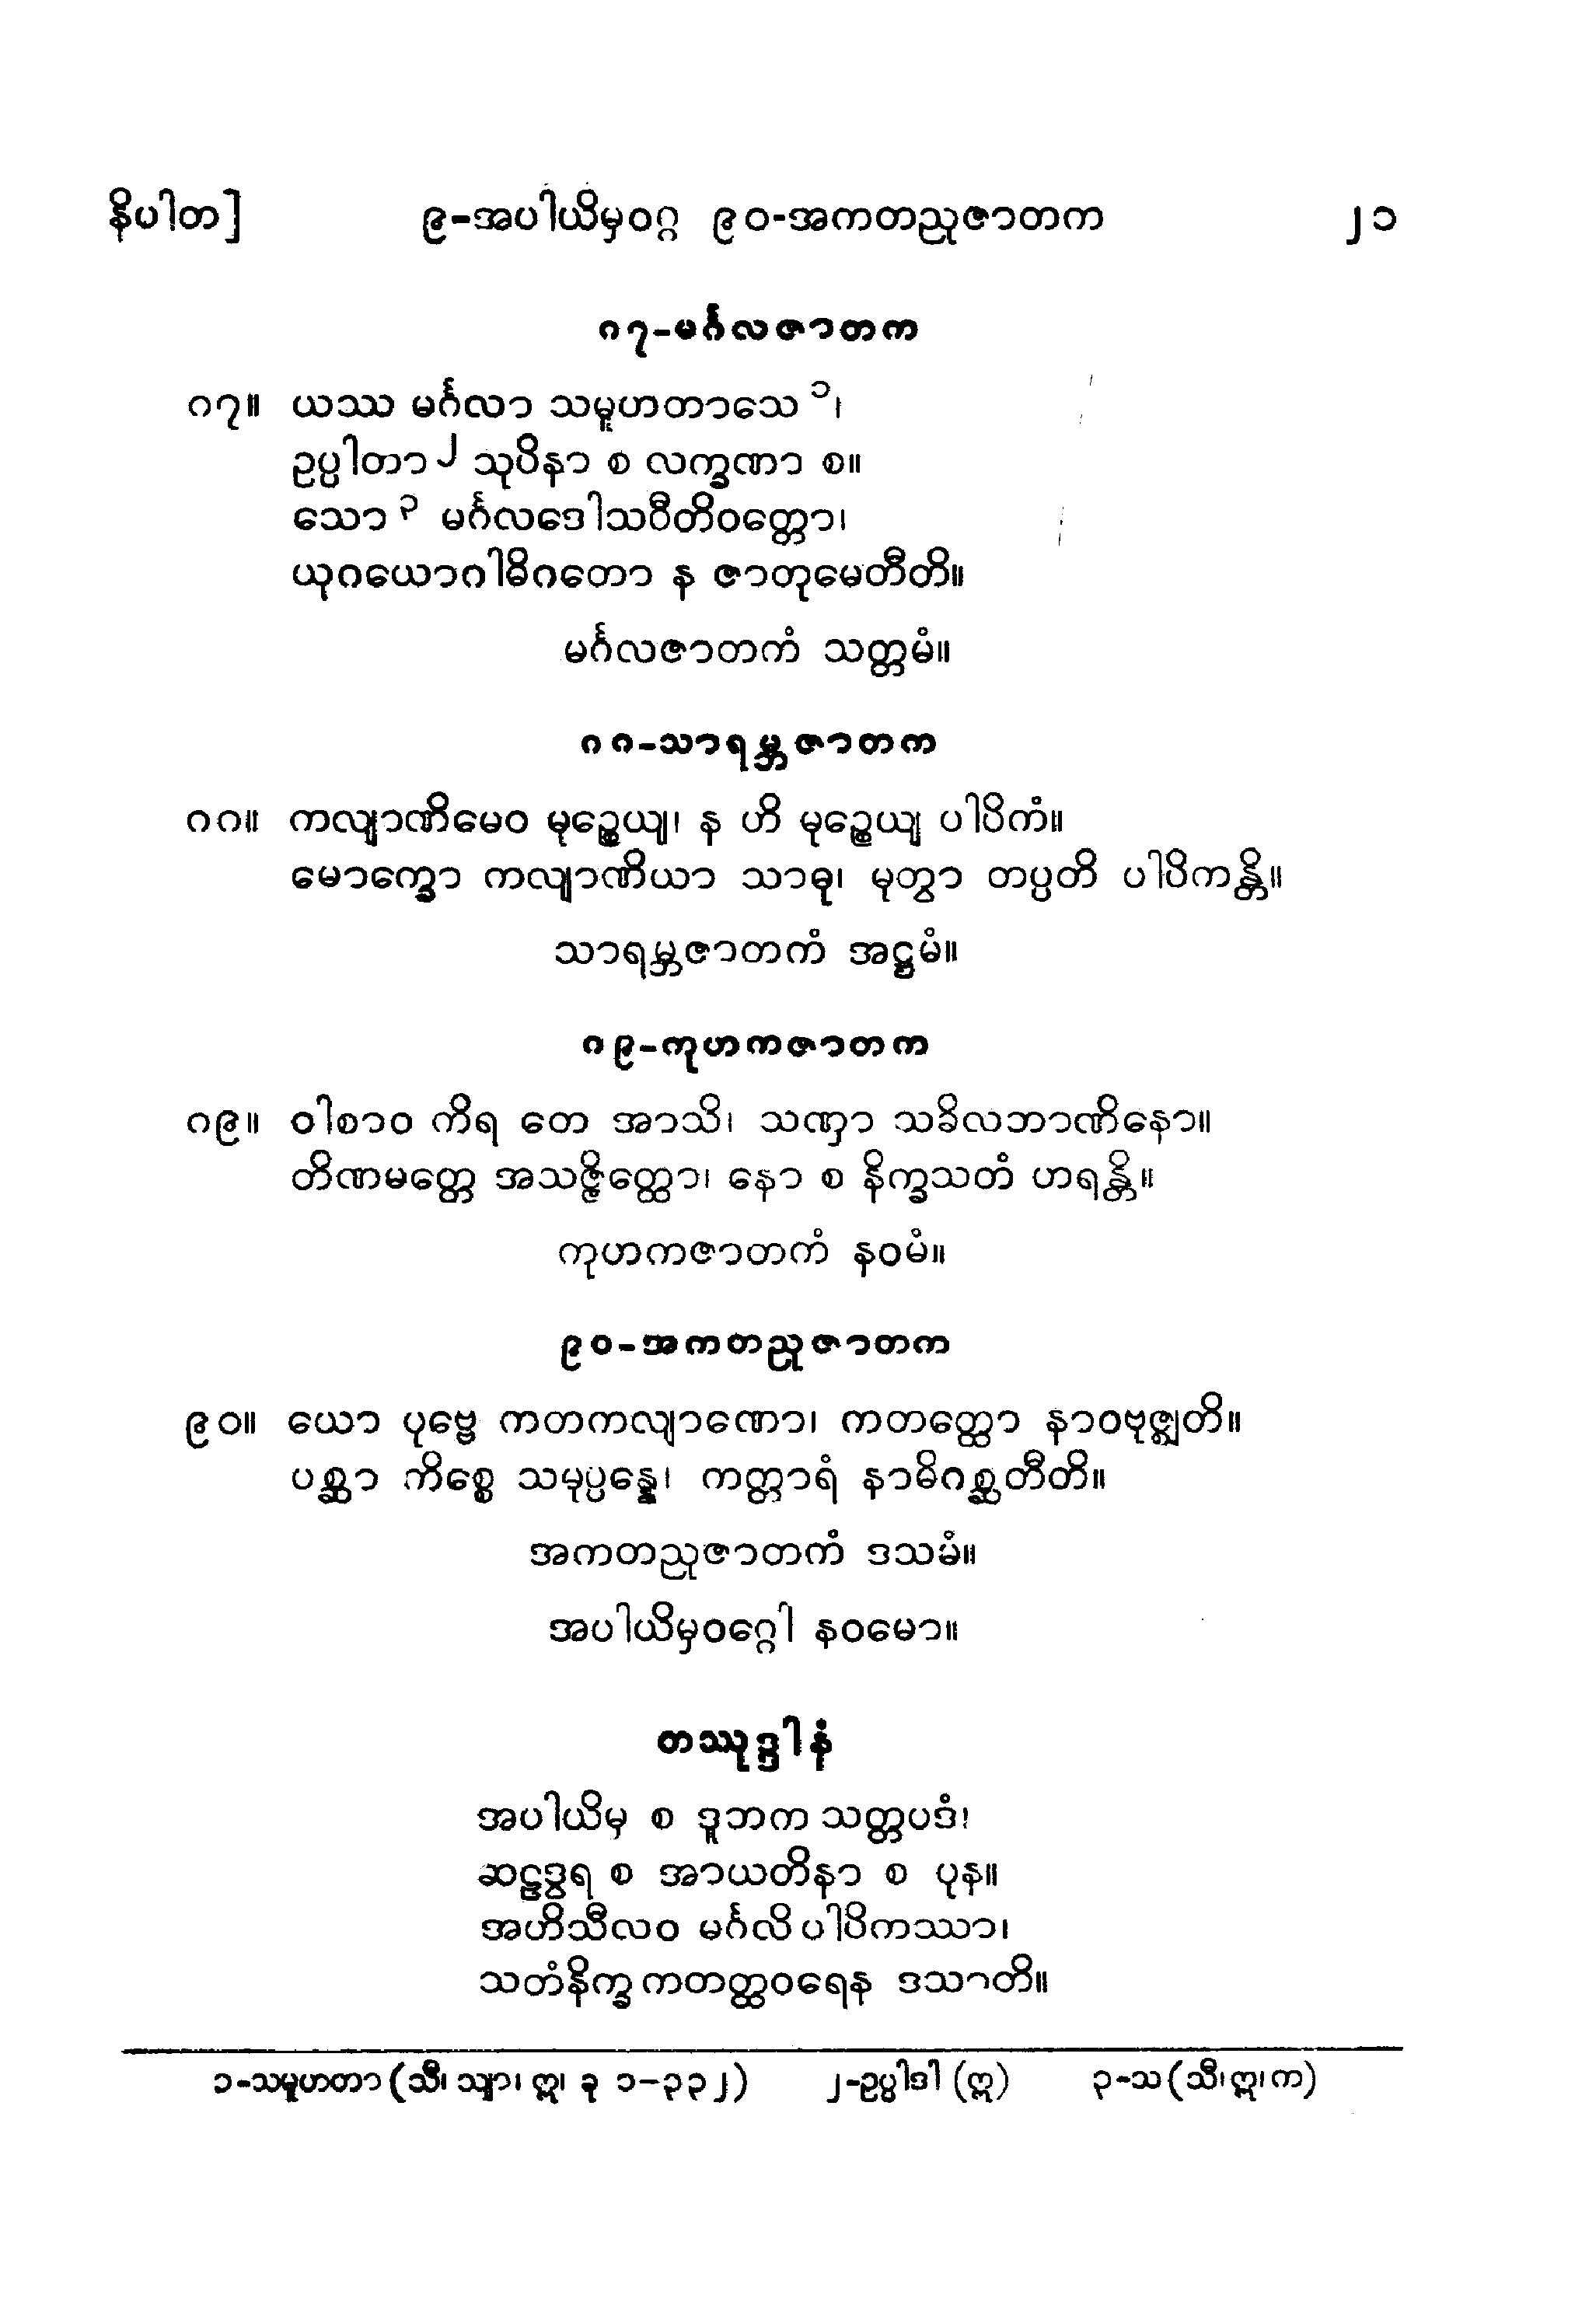 နိပါတ] ၉-အပါယိမှဝဂ္ဂ ၉၀-အကတညုဇာတက ၂၁
၈၇-မင်္ဂလဇာတက
၈၇။ ယဿ မင်္ဂလာ သမူဟတာသေ ၁၊
ဥပ္ပါတာ ၂ သုပိနာ စ လက္ခဏာ စ။
သော ၃ မင်္ဂလဒေါသဝီတိဝတ္တော၊
ယုဂယောဂါဓိဂတော န ဇာတုမေတီတိ။
မင်္ဂလဇာတကံ သတ္တမံ။
၈၈-သာရမ္ဘဇာတက
၈၈။ ကလျာဏိမေဝ မုဉ္စေယျ၊ န ဟိ မုဉ္စေယျ ပါပိကံ။
မောက္ခော ကလျာဏိယာ သာဓု၊ မုတွာ တပ္ပတိ ပါပိကန္တိ။
သာရမ္ဘဇာတကံ အဋ္ဌမံ။
၈၉-ကုဟကဇာတက
၈၉။ ဝါစာဝ ကိရ တေ အာသိ၊ သဏှာ သခိလဘာဏိနော။
တိဏမတ္တေ အသဇ္ဇိတ္ထော၊ နော စ နိက္ခသတံ ဟရန္တိ။
ကုဟကဇာတကံ နဝမံ။
၉၀-အကတညုဇာတက
၉၀။ ယော ပုဗ္ဗေ ကတကလျာဏော၊ ကတတ္ထော နာဝဗုဇ္ဈတိ။
ပစ္ဆာ ကိစ္စေ သမုပ္ပန္နေ၊ ကတ္တာရံ နာဓိဂစ္ဆတီတိ။
အကတညုဇာတကံ ဒသမံ။
အပါယိမှဝဂ္ဂေါ နဝမော။
တဿုဒ္ဒါနံ
အပါယိမှ စ ဒူဘက သတ္တပဒံ၊
ဆဠဒွရ စ အာယတိနာ စ ပုန။
အဟိသီလဝ မင်္ဂလိ ပါပိကဿာ၊
သတံနိက္ခ ကတတ္ထဝရေန ဒသာတိ။
၁-သမူဟတာ (သီ၊ သျာ၊ ဣ၊ ခု ၁-၃၃၂) ၂-ဥပ္ပါဒါ (ဣ) ၃-သ (သီ၊ ဣ၊ က)